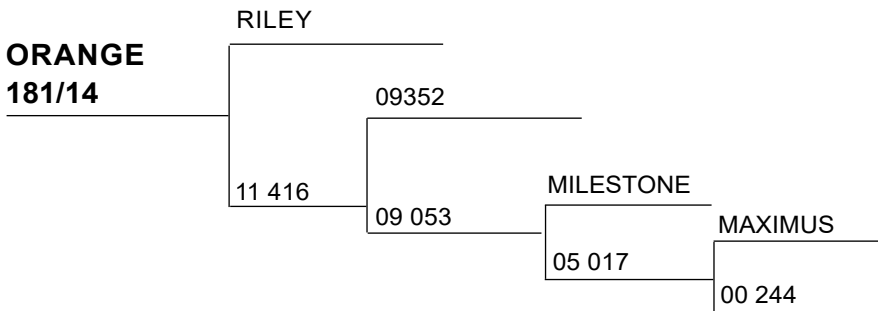 RILEY
ORANGE
181/14
09352
11 416
MILESTONE
09 053
MAXIMUS
05 017
00 244